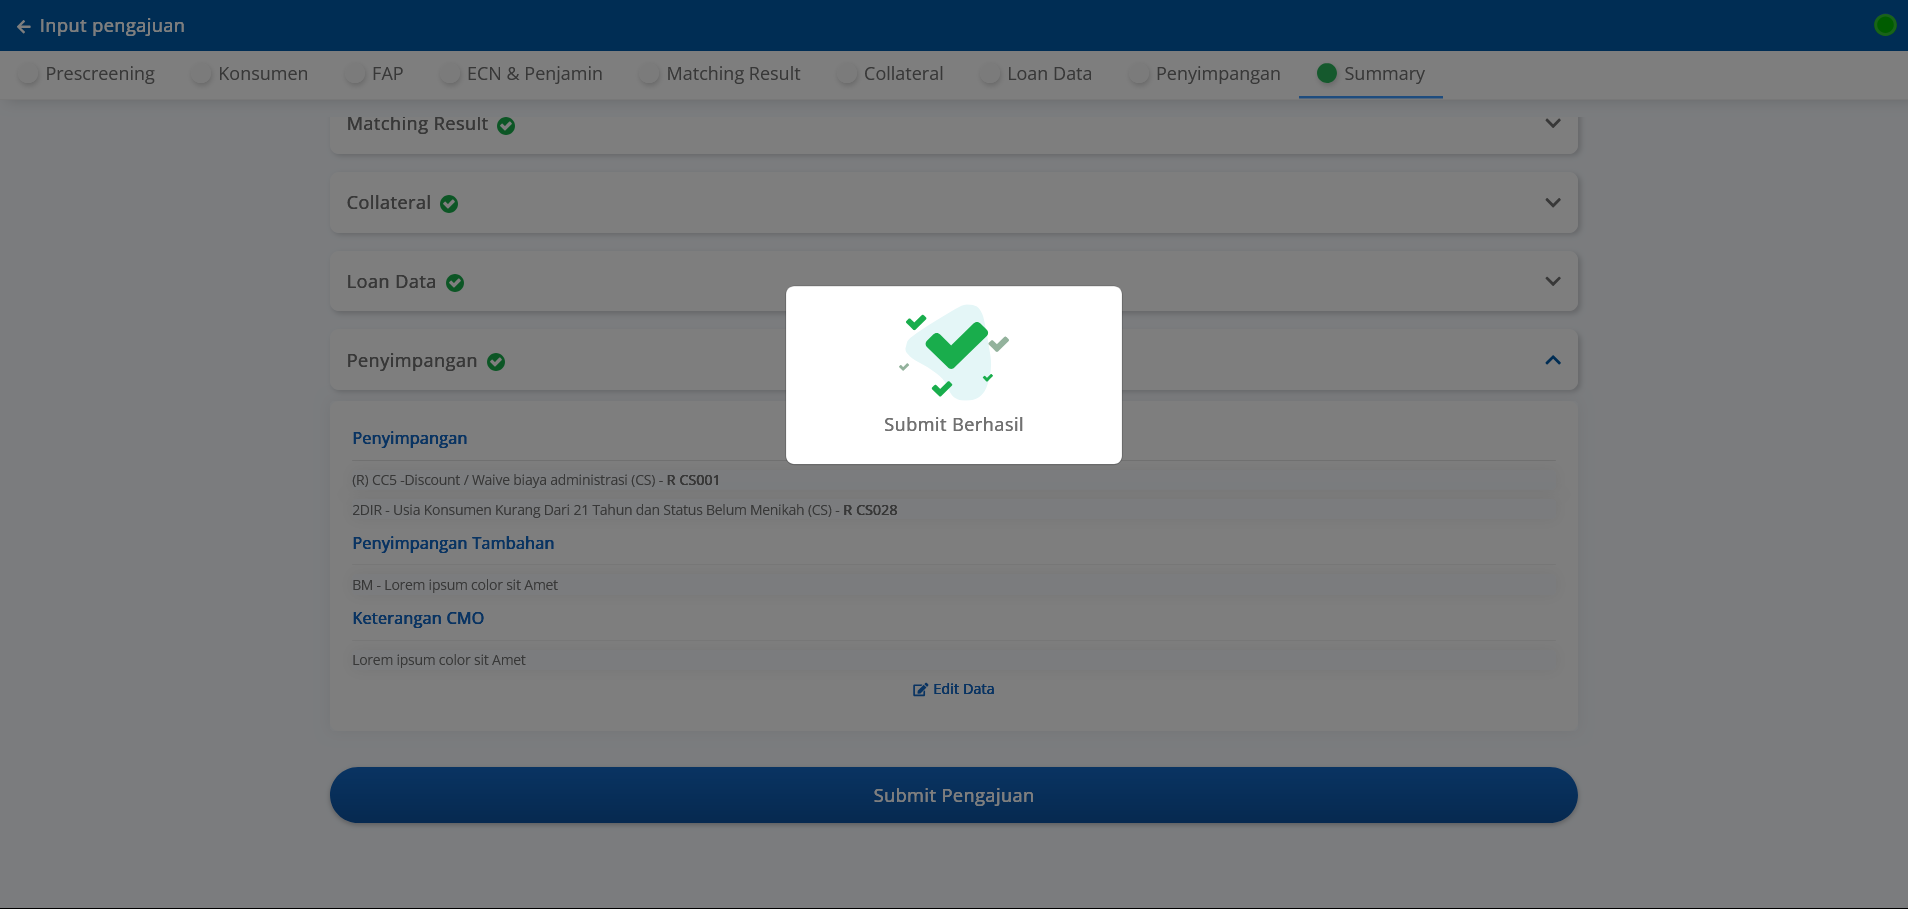 Input pengajuan
Prescreening Konsumen FAP ECN & Penjamin Matching Result Collateral Loan Data Penyimpangan Summary
Matching Result
Collateral
Loan Data
Penyimpangan
Submit Berhasil
Penyimpangan
(R) CC5 -Discount / Waive biaya administrasi (CS) - R CS001
2DIR - Usia Konsumen Kurang Dari 21 Tahun dan Status Belum Menikah (CS) - R CS028
Penyimpangan Tambahan
BM - Lorem ipsum color sit Amet
Keterangan CMO
Lorem ipsum color sit Amet
Edit Data
Submit Pengajuan